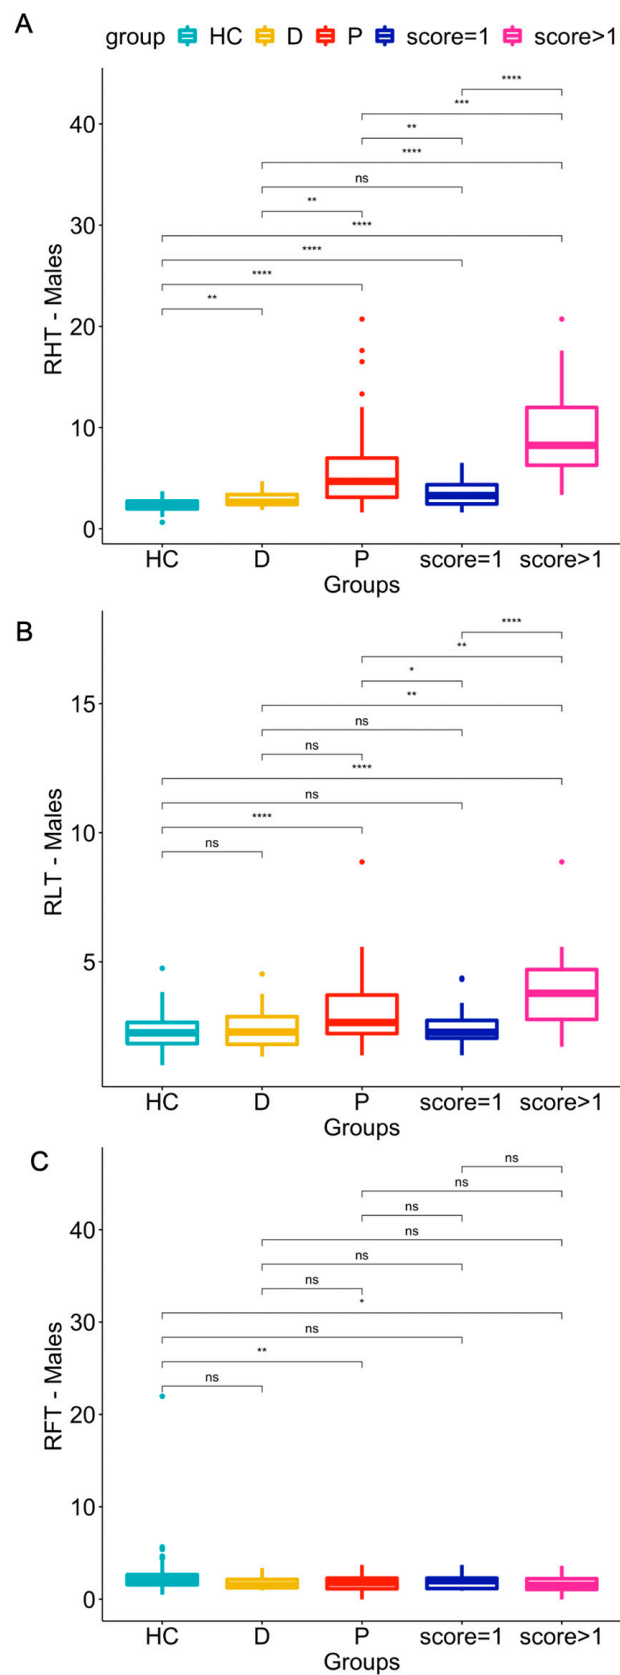 A
group HC D P score=1 score>1
RHT - Males
****
***
**
****
ns
**
****
****
****
**
40
30
20
10
0
HC D P score=1 score>1
Groups
B
RLT - Males
****
**
*
**
ns
ns
****
ns
****
ns
15
10
5
HC D P score=1 score>1
Groups
C
RFT - Males
ns
ns
ns
ns
ns
ns
*
ns
**
ns
40
30
20
10
0
HC D P score=1 score>1
Groups